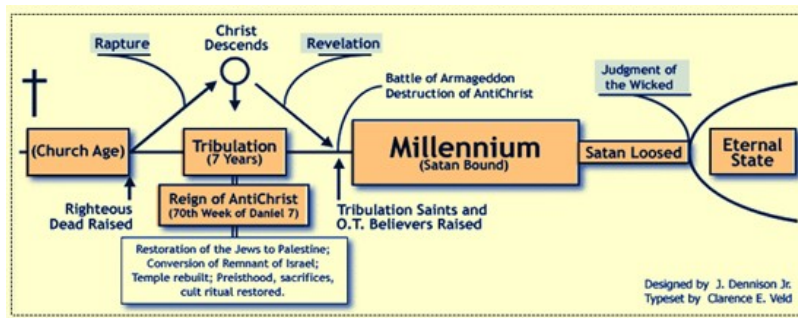 Christ
Descends
Rapture
Revelation
Battle of Armageddon
Destruction of AntiChrist
Judgment of
the Wicked
(Church Age)
Tribulation
(7 Years)
Millennium
(Satan Bound)
Satan Loosed
Eternal
State
Righteous
Dead Raised
Reign of AntiChrist
(70th Week of Daniel 7)
Tribulation Saints and
O.T. Believers Raised
Restoration of the Jews to Palestine;
Conversion of Remnant of Israel;
Temple rebuilt; Preisthood, sacrifices,
cult ritual restored.
Designed by J. Dennison Jr.
Typeset by Clarence E. Veld